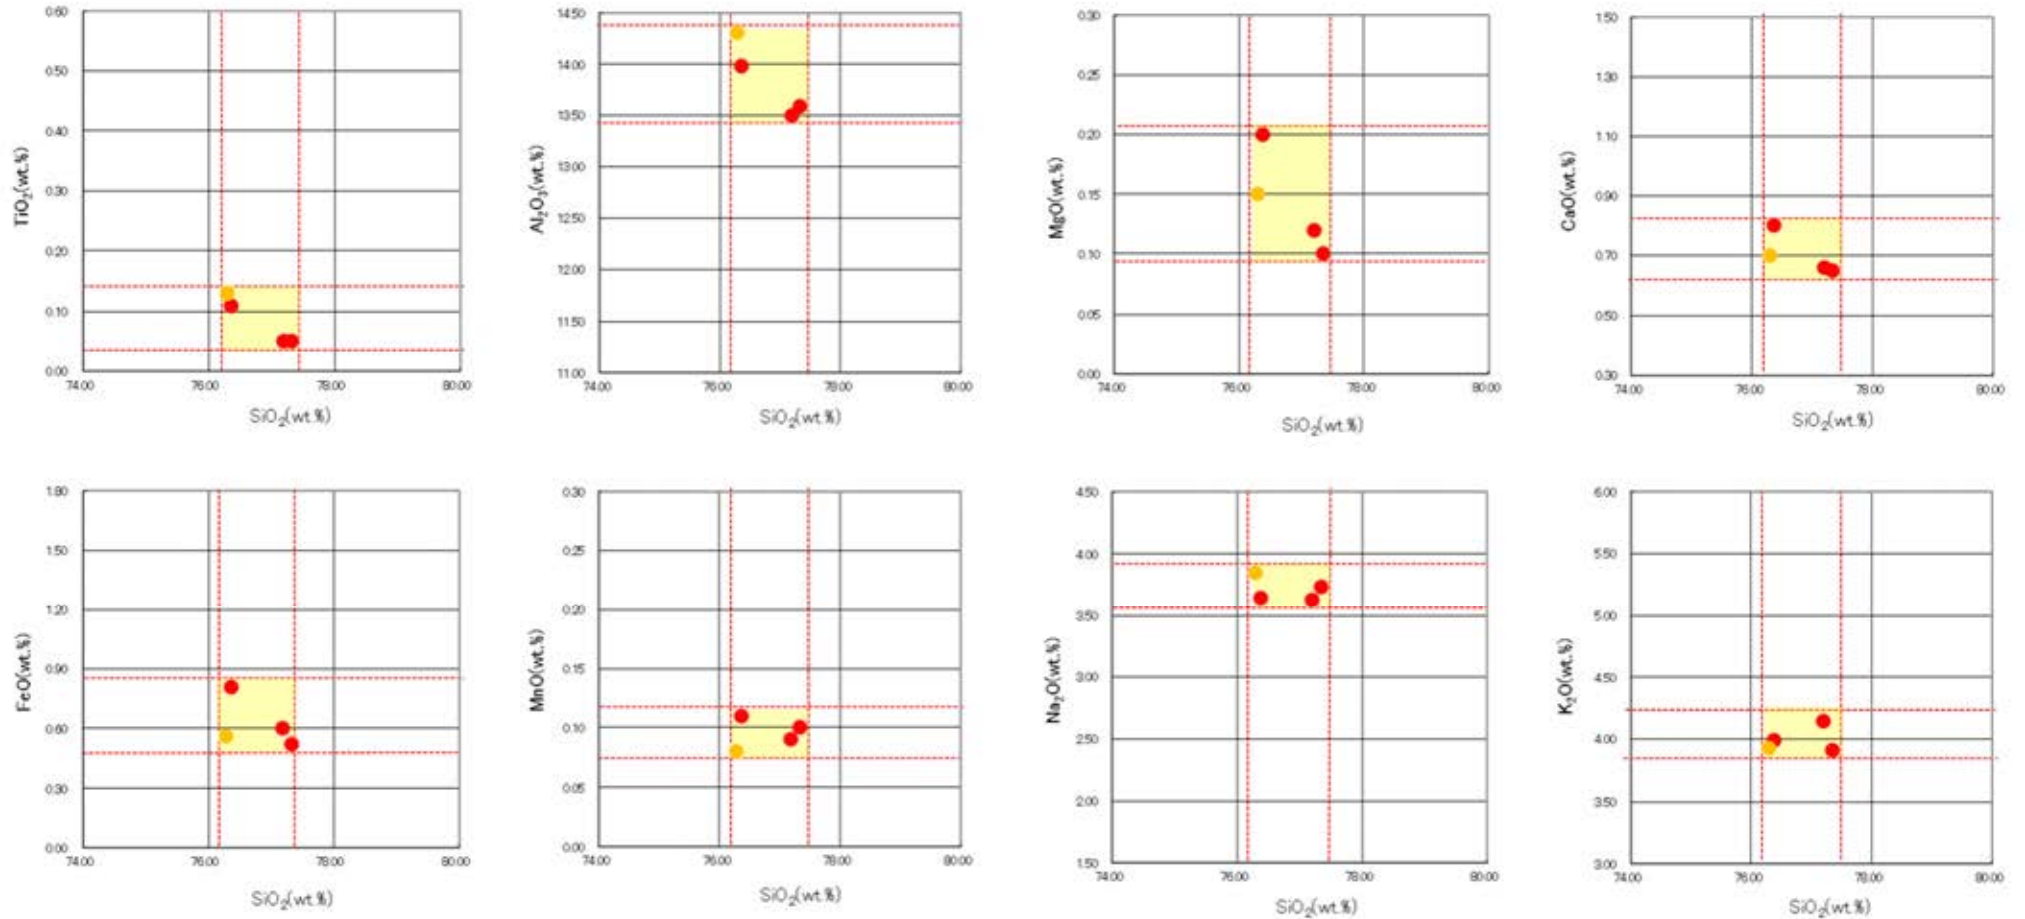 0.60
0.50
0.40
0.30
0.20
0.10
0.00
TiO2(wt.%)
74.00 76.00 78.00 80.00
SiO2(wt.%)
14.50
14.00
13.50
13.00
12.50
12.00
11.50
11.00
Al2O3(wt.%)
74.00 76.00 78.00 80.00
SiO2(wt.%)
0.30
0.25
0.20
0.15
0.10
0.05
0.00
MgO(wt.%)
74.00 76.00 78.00 80.00
SiO2(wt.%)
1.50
1.30
1.10
0.90
0.70
0.50
0.30
CaO(wt.%)
74.00 76.00 78.00 80.00
SiO2(wt.%)
1.80
1.50
1.20
0.90
0.60
0.30
0.00
FeO(wt.%)
74.00 76.00 78.00 80.00
SiO2(wt.%)
0.30
0.25
0.20
0.15
0.10
0.05
0.00
MnO(wt.%)
74.00 76.00 78.00 80.00
SiO2(wt.%)
4.50
4.00
3.50
3.00
2.50
2.00
1.50
Na2O(wt.%)
74.00 76.00 78.00 80.00
SiO2(wt.%)
6.00
5.50
5.00
4.50
4.00
3.50
3.00
K2O(wt.%)
74.00 76.00 78.00 80.00
SiO2(wt.%)